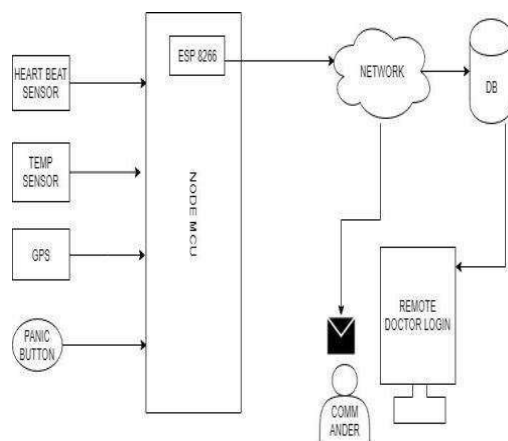 ESP 8266
HEART BEAT
SENSOR
NETWORK
DB
TEMP
SENSOR
NODE MCU
GPS
REMOTE
DOCTOR LOGIN
PANIC
BUTTON
COMM
ANDER